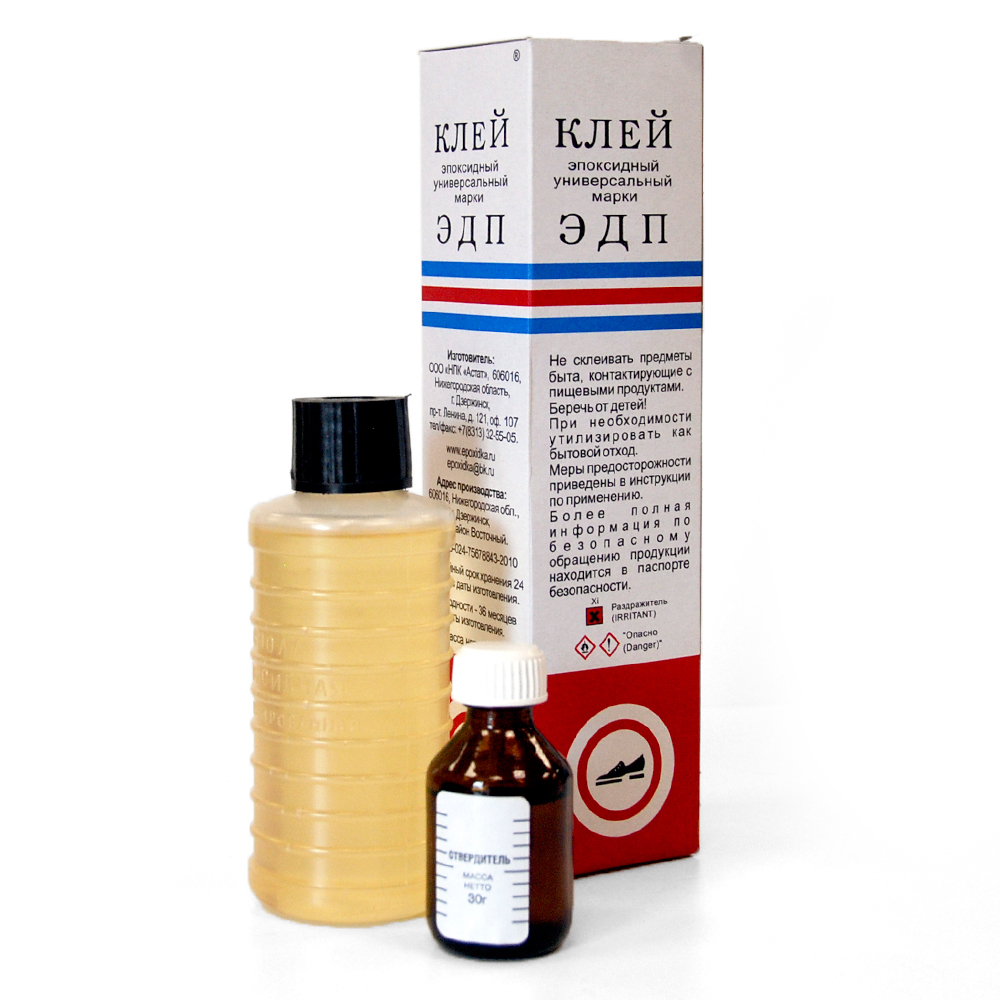 ®
КЛЕЙ
эпоксидный
универсальный
марки
ЭДП
Изготовитель:
ООО «НПК «Астат», 606016,
Нижегородская область,
г. Дзержинск,
пр-т. Ленина, д. 121, оф. 107
тел/факс: +7(8313) 32-55-05.
www.epoxidka.ru
epoxidka@bk.ru
Адрес производства:
606016, Нижегородская обл.,
Дзержинск,
Восточный.
-024-75678843-2010
срок хранения 24
даты изготовления.
- 36 месяцев
изготовления.
КЛЕЙ
эпоксидный
универсальный
марки
ЭДП
Не склеивать предметы
быта, контактирующие с
пищевыми продуктами.
Беречь от детей!
При необходимости
утилизировать как
бытовой отход.
Меры предосторожности
приведены в инструкции
по применению.
Более полная
информация по
безопасному
обращению продукции
находится в паспорте
безопасности.
Xi
Раздражитель
(IRRITANT)
"Опасно
(Danger)"
ОТВЕРДИТЕЛЬ
МАССА
НЕТТО
30г